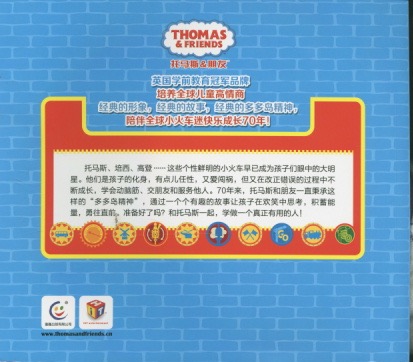 THOMAS
& FRIENDS
托马斯&朋友
英国学前教育冠军品牌
培养全球儿童高情商
经典的形象，经典的故事，经典的多多岛精神，
陪伴全球小火车迷快乐成长70年！
托马斯、培西、高登……这些个性鲜明的小火车早已成为孩子们眼中的大明
星。他们是孩子的化身，有点儿任性，又爱闯祸，但又在改正错误的过程中不
断成长，学会动脑筋、交朋友和服务他人。70年来，托马斯和朋友一直秉承这
样的“多多岛精神”，通过一个个有趣的故事让孩子在欢笑中思考，积蓄能
量，勇往直前。准备好了吗？和托马斯一起，学做一个真正有用的人！
GO
www.thomasandfriends.cn